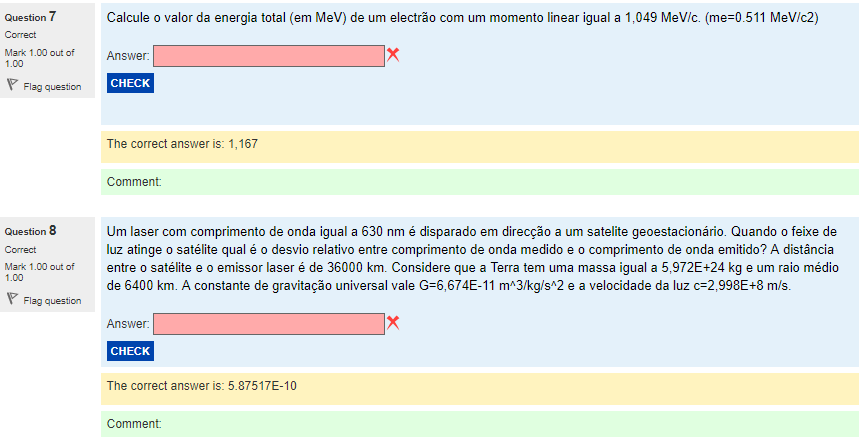 Question 7
Correct
Mark 1.00 out of
1.00
Flag question
Calcule o valor da energia total (em MeV) de um electrão com um momento linear igual a 1,049 MeV/c. (me=0.511 MeV/c2)
Answer:
CHECK
The correct answer is: 1,167
Comment:
Question 8
Correct
Mark 1.00 out of
1.00
Flag question
Um laser com comprimento de onda igual a 630 nm é disparado em direcção a um satelite geoestacionário. Quando o feixe de
luz atinge o satélite qual é o desvio relativo entre comprimento de onda medido e o comprimento de onda emitido? A distância
entre o satélite e o emissor laser é de 36000 km. Considere que a Terra tem uma massa igual a 5,972E+24 kg e um raio médio
de 6400 km. A constante de gravitação universal vale G=6,674E-11 m^3/kg/s^2 e a velocidade da luz c=2,998E+8 m/s.
Answer:
CHECK
The correct answer is: 5.87517E-10
Comment: